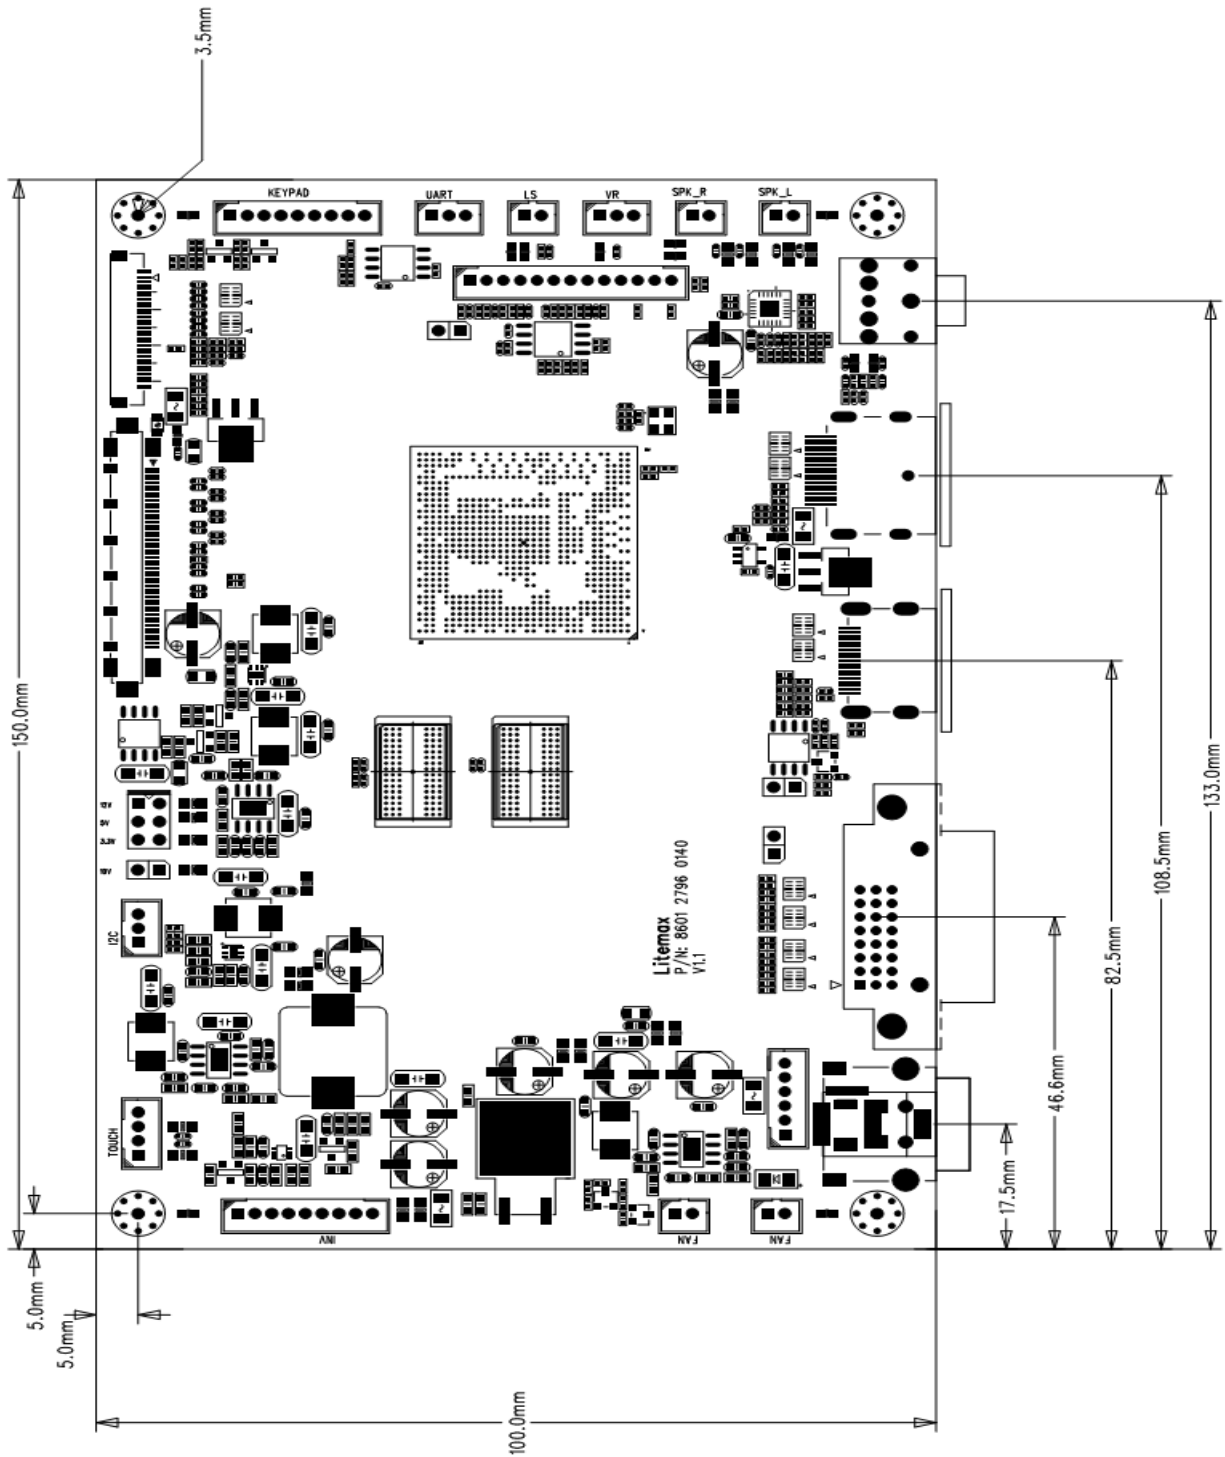 3.5mm
KEYPAD
UART
LS
VR
SPK_R
SPK_L
150.0mm
12V
5V
3.3V
I2C
Litemax
P/N: 8601 2796 0140
V1.1
TOUCH
INV
FAN
FAN
133.0mm
108.5mm
82.5mm
46.6mm
17.5mm
5.0mm
5.0mm
100.0mm